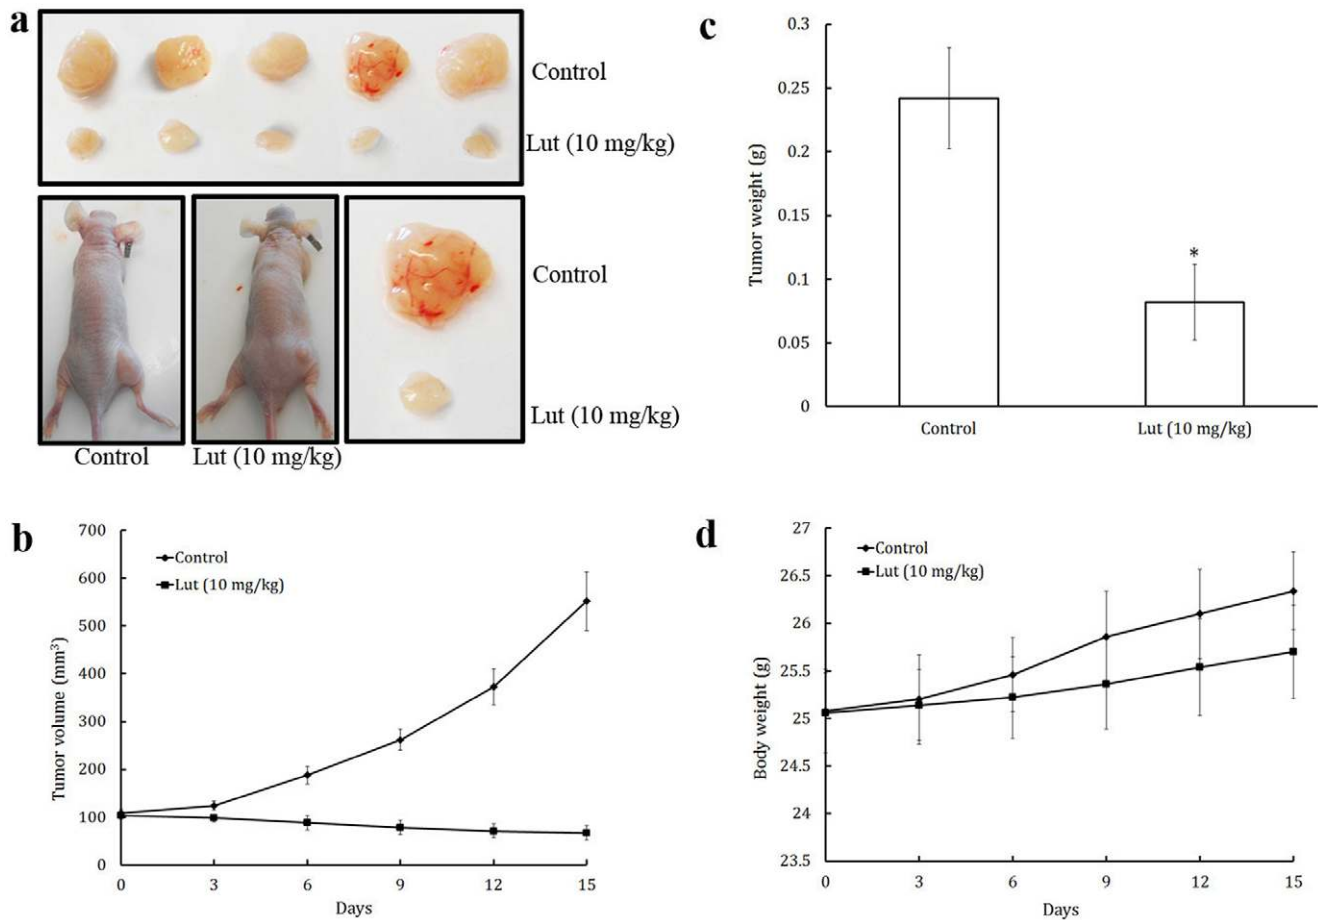 a
Control
Lut (10 mg/kg)
Control
Lut (10 mg/kg)
Control
Lut (10 mg/kg)
c
0.3
0.25
0.2
0.15
0.1
0.05
0
Tumor weight (g)
*
Control
Lut (10 mg/kg)
b
700
600
500
400
300
200
100
0
Tumor volume (mm³)
Control
Lut (10 mg/kg)
0 3 6 9 12 15
Days
d
27
26.5
26
25.5
25
24.5
24
23.5
Body weight (g)
Control
Lut (10 mg/kg)
0 3 6 9 12 15
Days